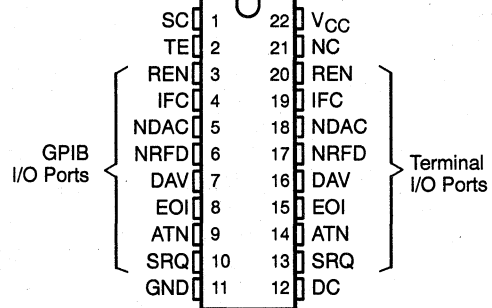 SC 1 22 VCC
TE 2 21 NC
REN 3 20 REN
IFC 4 19 IFC
NDAC 5 18 NDAC
NRFD 6 17 NRFD
DAV 7 16 DAV
EOI 8 15 EOI
ATN 9 14 ATN
SRQ 10 13 SRQ
GND 11 12 DC
GPIB
I/O Ports
Terminal
I/O Ports